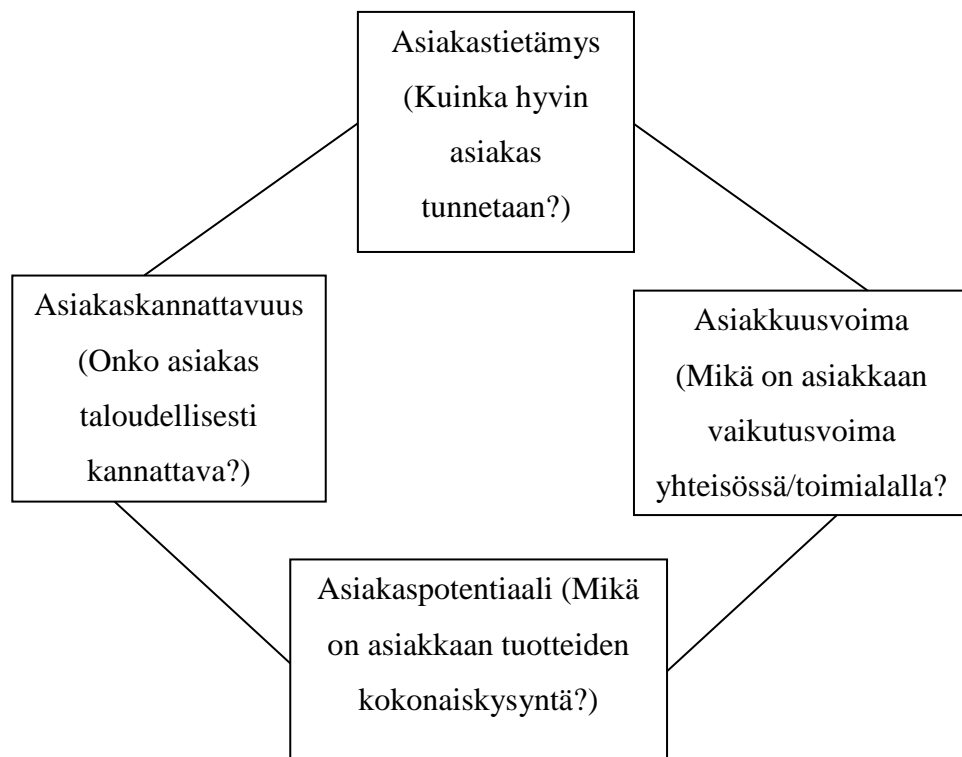 Asiakastietämys
(Kuinka hyvin
asiakas
tunnetaan?)
Asiakaskannattavuus
(Onko asiakas
taloudellisesti
kannattava?)
Asiakkuusvoima
(Mikä on asiakkaan
vaikutusvoima
yhteisössä/toimialalla?
Asiakaspotentiaali (Mikä
on asiakkaan tuotteiden
kokonaiskysyntä?)